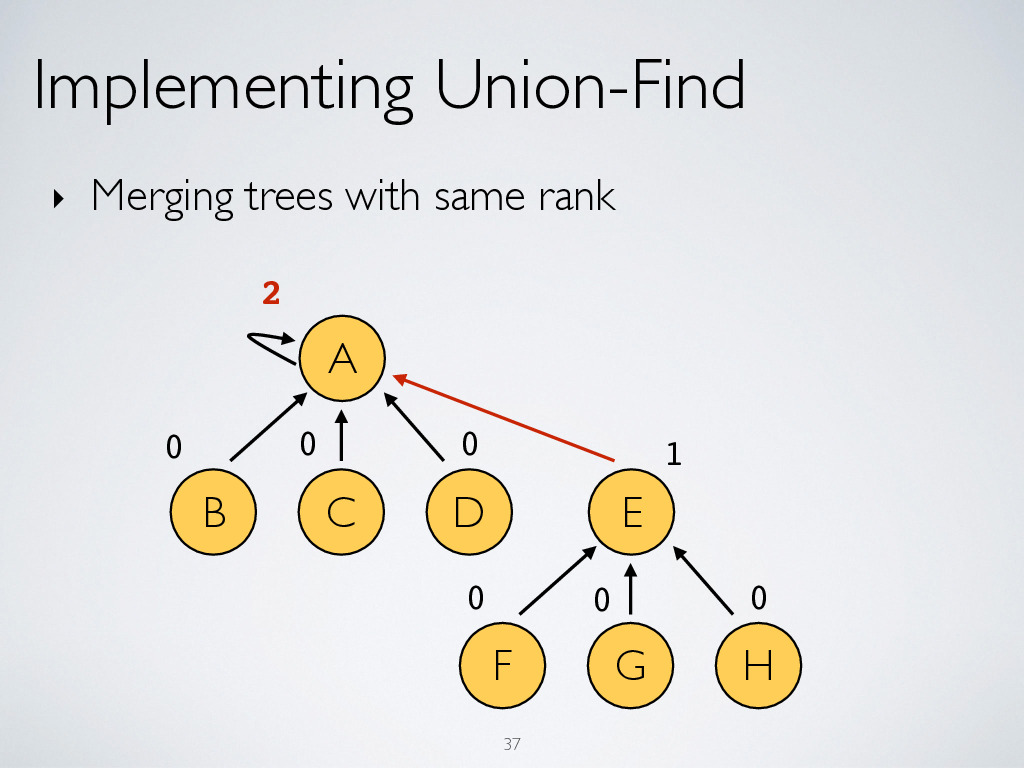 Implementing Union-Find
‣ Merging trees with same rank
2
A
0 0 0 1
B C D E
0 0 0
F G H
37